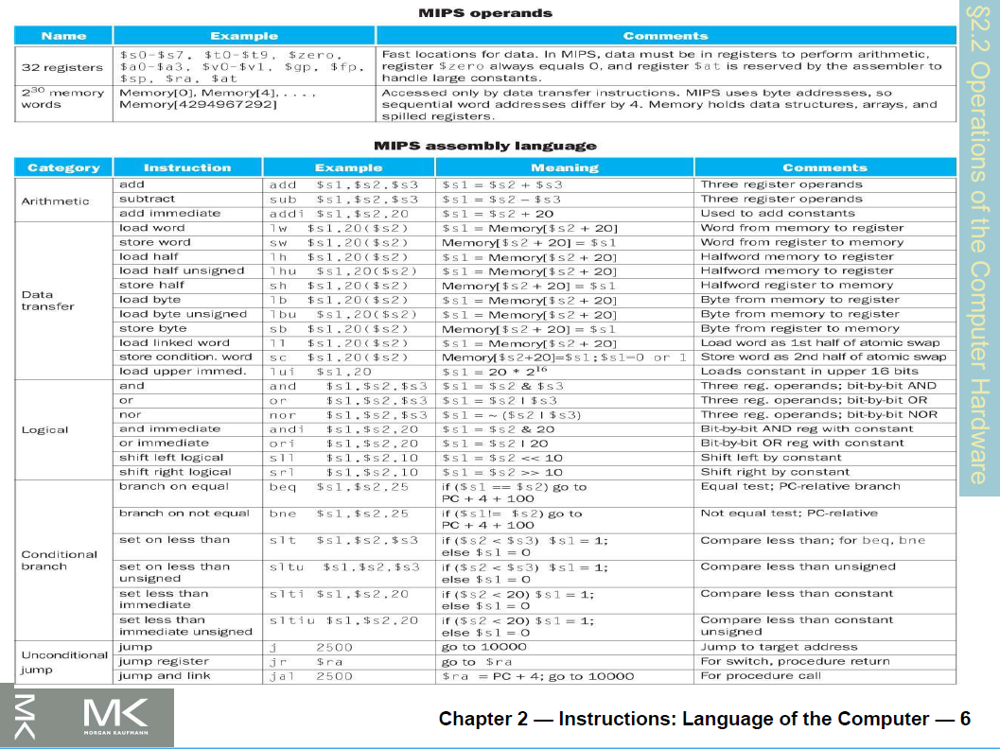 MIPS operands
Name Example Comments
32 registers
$s0-$s7, $t0-$t9, $zero,
$a0-$a3, $v0-$v1, $gp, $fp,
$sp, $ra, $at
Fast locations for data. In MIPS, data must be in registers to perform arithmetic,
register $zero always equals 0, and register $at is reserved by the assembler to
handle large constants.
2³⁰ memory
words
Memory[0], Memory[4], . . . ,
Memory[4294967292]
Accessed only by data transfer instructions. MIPS uses byte addresses, so
sequential word addresses differ by 4. Memory holds data structures, arrays, and
spilled registers.
MIPS assembly language
Category Instruction Example Meaning Comments
Arithmetic
add add $s1,$s2,$s3 $s1 = $s2 + $s3 Three register operands
subtract sub $s1,$s2,$s3 $s1 = $s2 – $s3 Three register operands
add immediate addi $s1,$s2,20 $s1 = $s2 + 20 Used to add constants
Data
transfer
load word lw $s1,20($s2) $s1 = Memory[$s2 + 20] Word from memory to register
store word sw $s1,20($s2) Memory[$s2 + 20] = $s1 Word from register to memory
load half lh $s1,20($s2) $s1 = Memory[$s2 + 20] Halfword memory to register
load half unsigned lhu $s1,20($s2) $s1 = Memory[$s2 + 20] Halfword memory to register
store half sh $s1,20($s2) Memory[$s2 + 20] = $s1 Halfword register to memory
load byte lb $s1,20($s2) $s1 = Memory[$s2 + 20] Byte from memory to register
load byte unsigned lbu $s1,20($s2) $s1 = Memory[$s2 + 20] Byte from memory to register
store byte sb $s1,20($s2) Memory[$s2 + 20] = $s1 Byte from register to memory
load linked word ll $s1,20($s2) $s1 = Memory[$s2 + 20] Load word as 1st half of atomic swap
store condition. word sc $s1,20($s2) Memory[$s2+20]=$s1;$s1=0 or 1 Store word as 2nd half of atomic swap
load upper immed. lui $s1,20 $s1 = 20 * 2¹⁶ Loads constant in upper 16 bits
Logical
and and $s1,$s2,$s3 $s1 = $s2 & $s3 Three reg. operands; bit-by-bit AND
or or $s1,$s2,$s3 $s1 = $s2 | $s3 Three reg. operands; bit-by-bit OR
nor nor $s1,$s2,$s3 $s1 = ~ ($s2 | $s3) Three reg. operands; bit-by-bit NOR
and immediate andi $s1,$s2,20 $s1 = $s2 & 20 Bit-by-bit AND reg with constant
or immediate ori $s1,$s2,20 $s1 = $s2 | 20 Bit-by-bit OR reg with constant
shift left logical sll $s1,$s2,10 $s1 = $s2 << 10 Shift left by constant
shift right logical srl $s1,$s2,10 $s1 = $s2 >> 10 Shift right by constant
Conditional
branch
branch on equal beq $s1,$s2,25 if ($s1 == $s2) go to Equal test; PC-relative branch
PC + 4 + 100
branch on not equal bne $s1,$s2,25 if ($s1!= $s2) go to Not equal test; PC-relative
PC + 4 + 100
set on less than slt $s1,$s2,$s3 if ($s2 < $s3) $s1 = 1; Compare less than; for beq, bne
else $s1 = 0
set on less than sltu $s1,$s2,$s3 if ($s2 < $s3) $s1 = 1; Compare less than unsigned
unsigned else $s1 = 0
set less than slti $s1,$s2,20 if ($s2 < 20) $s1 = 1; Compare less than constant
immediate else $s1 = 0
set less than sltiu $s1,$s2,20 if ($s2 < 20) $s1 = 1; Compare less than constant
immediate unsigned else $s1 = 0 unsigned
Unconditional
jump
jump j 2500 go to 10000 Jump to target address
jump register jr $ra go to $ra For switch, procedure return
jump and link jal 2500 $ra = PC + 4; go to 10000 For procedure call
§2.2 Operations of the Computer Hardware
MK
MK
MORGAN KAUFMANN
Chapter 2 — Instructions: Language of the Computer — 6